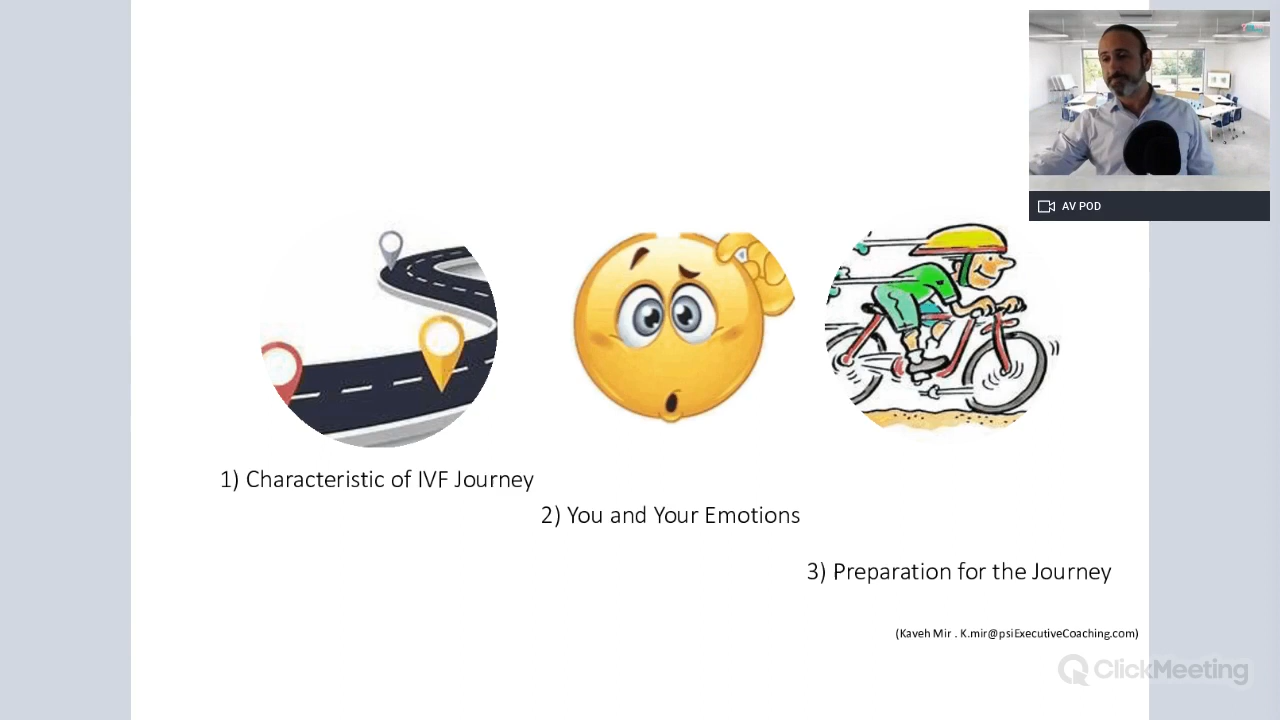 AV POD
1) Characteristic of IVF Journey
2) You and Your Emotions
3) Preparation for the Journey
(Kaveh Mir . K.mir@psiExecutiveCoaching.com)
ClickMeeting